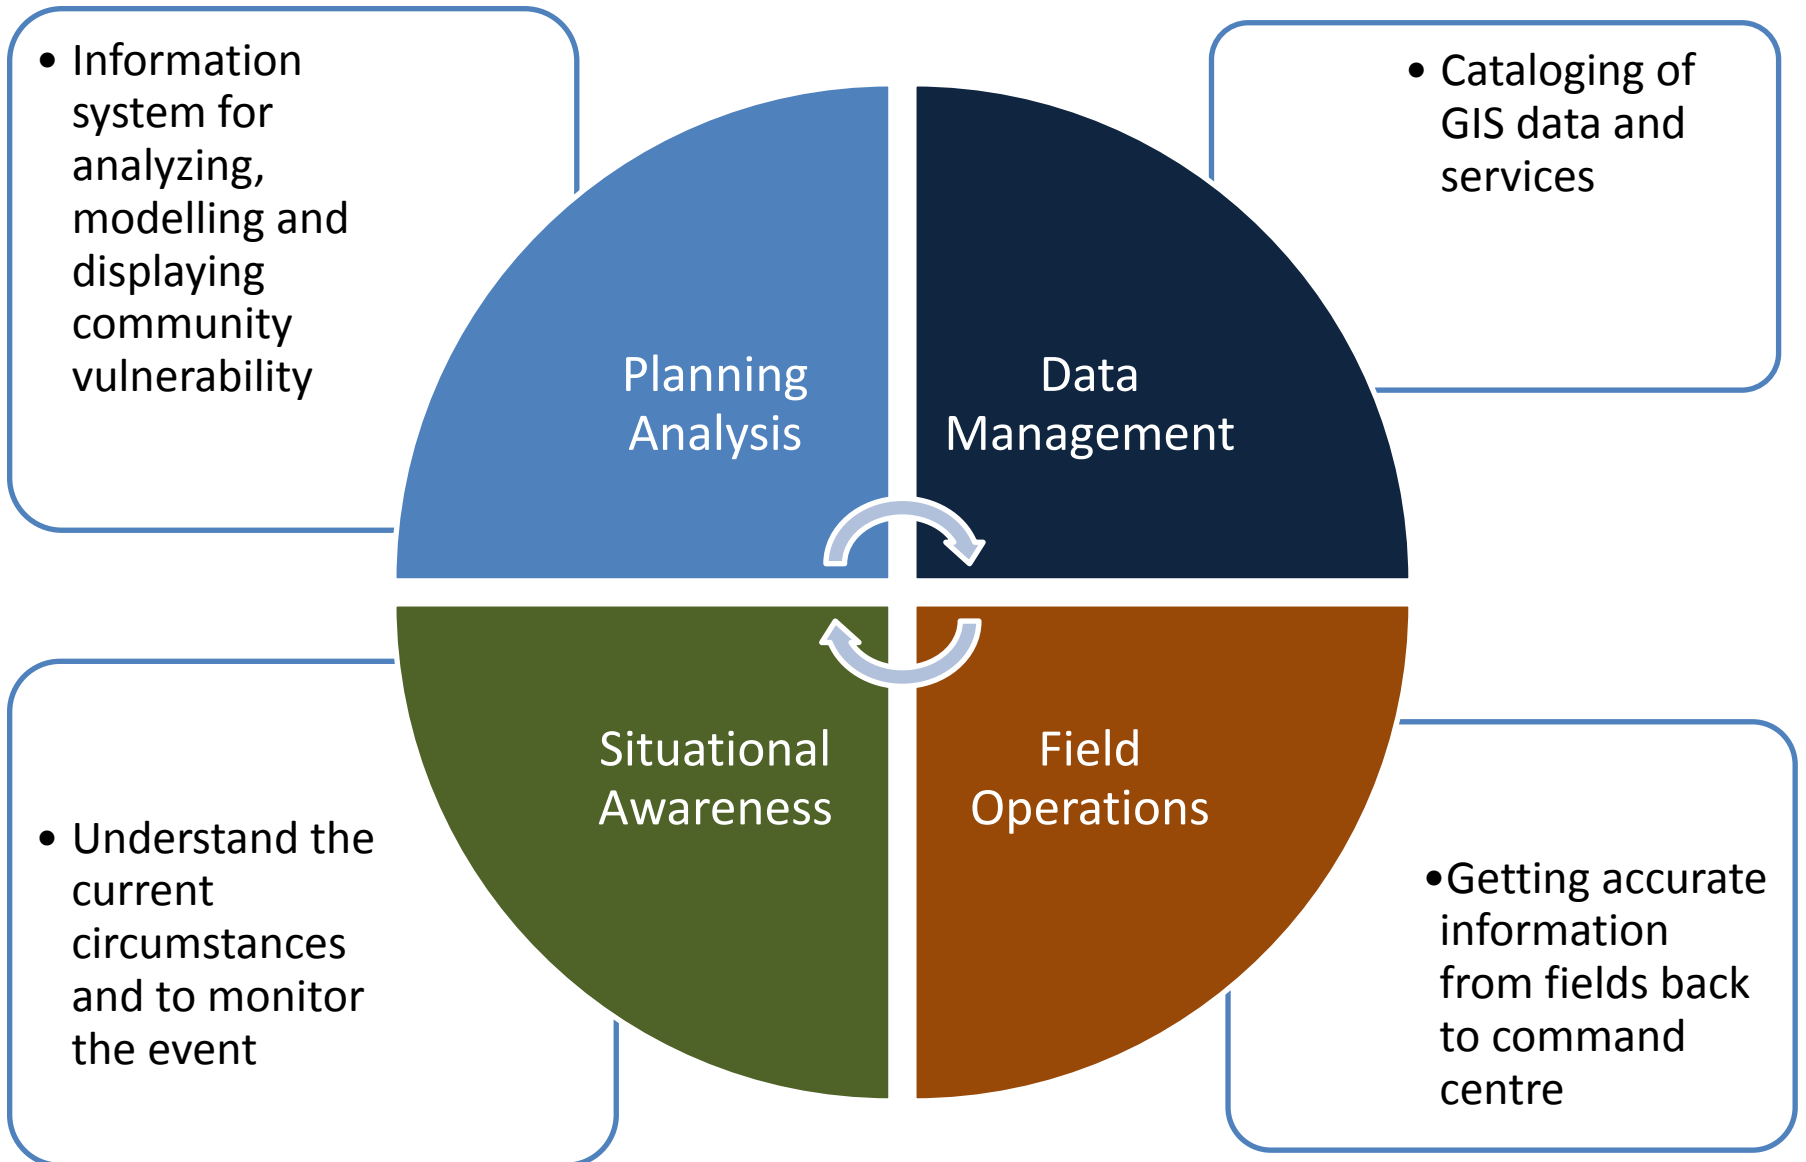 • Information
system for
analyzing,
modelling and
displaying
community
vulnerability
• Cataloging of
GIS data and
services
Planning
Analysis
Data
Management
Situational
Awareness
Field
Operations
• Understand the
current
circumstances
and to monitor
the event
•Getting accurate
information
from fields back
to command
centre